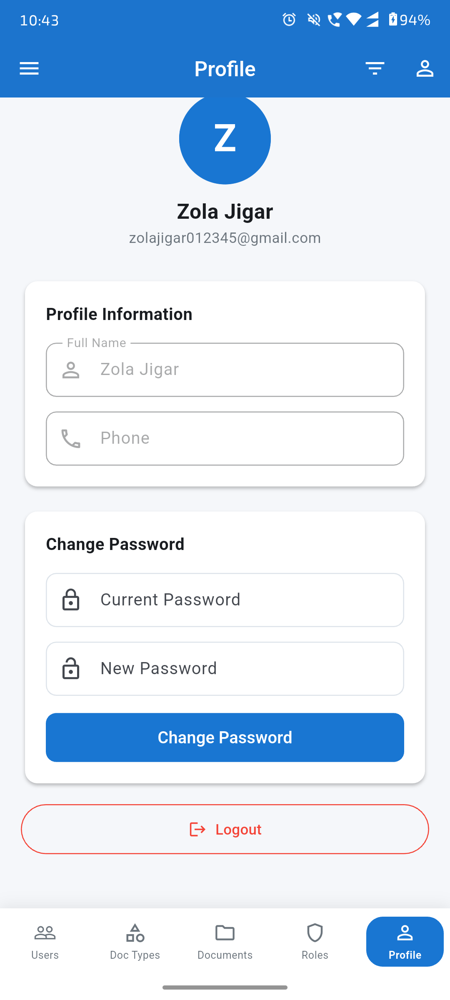 10:43
94%
Profile
Z
Zola Jigar
zolajigar012345@gmail.com
Profile Information
Full Name
Zola Jigar
Phone
Change Password
Current Password
New Password
Change Password
Logout
Users
Doc Types
Documents
Roles
Profile